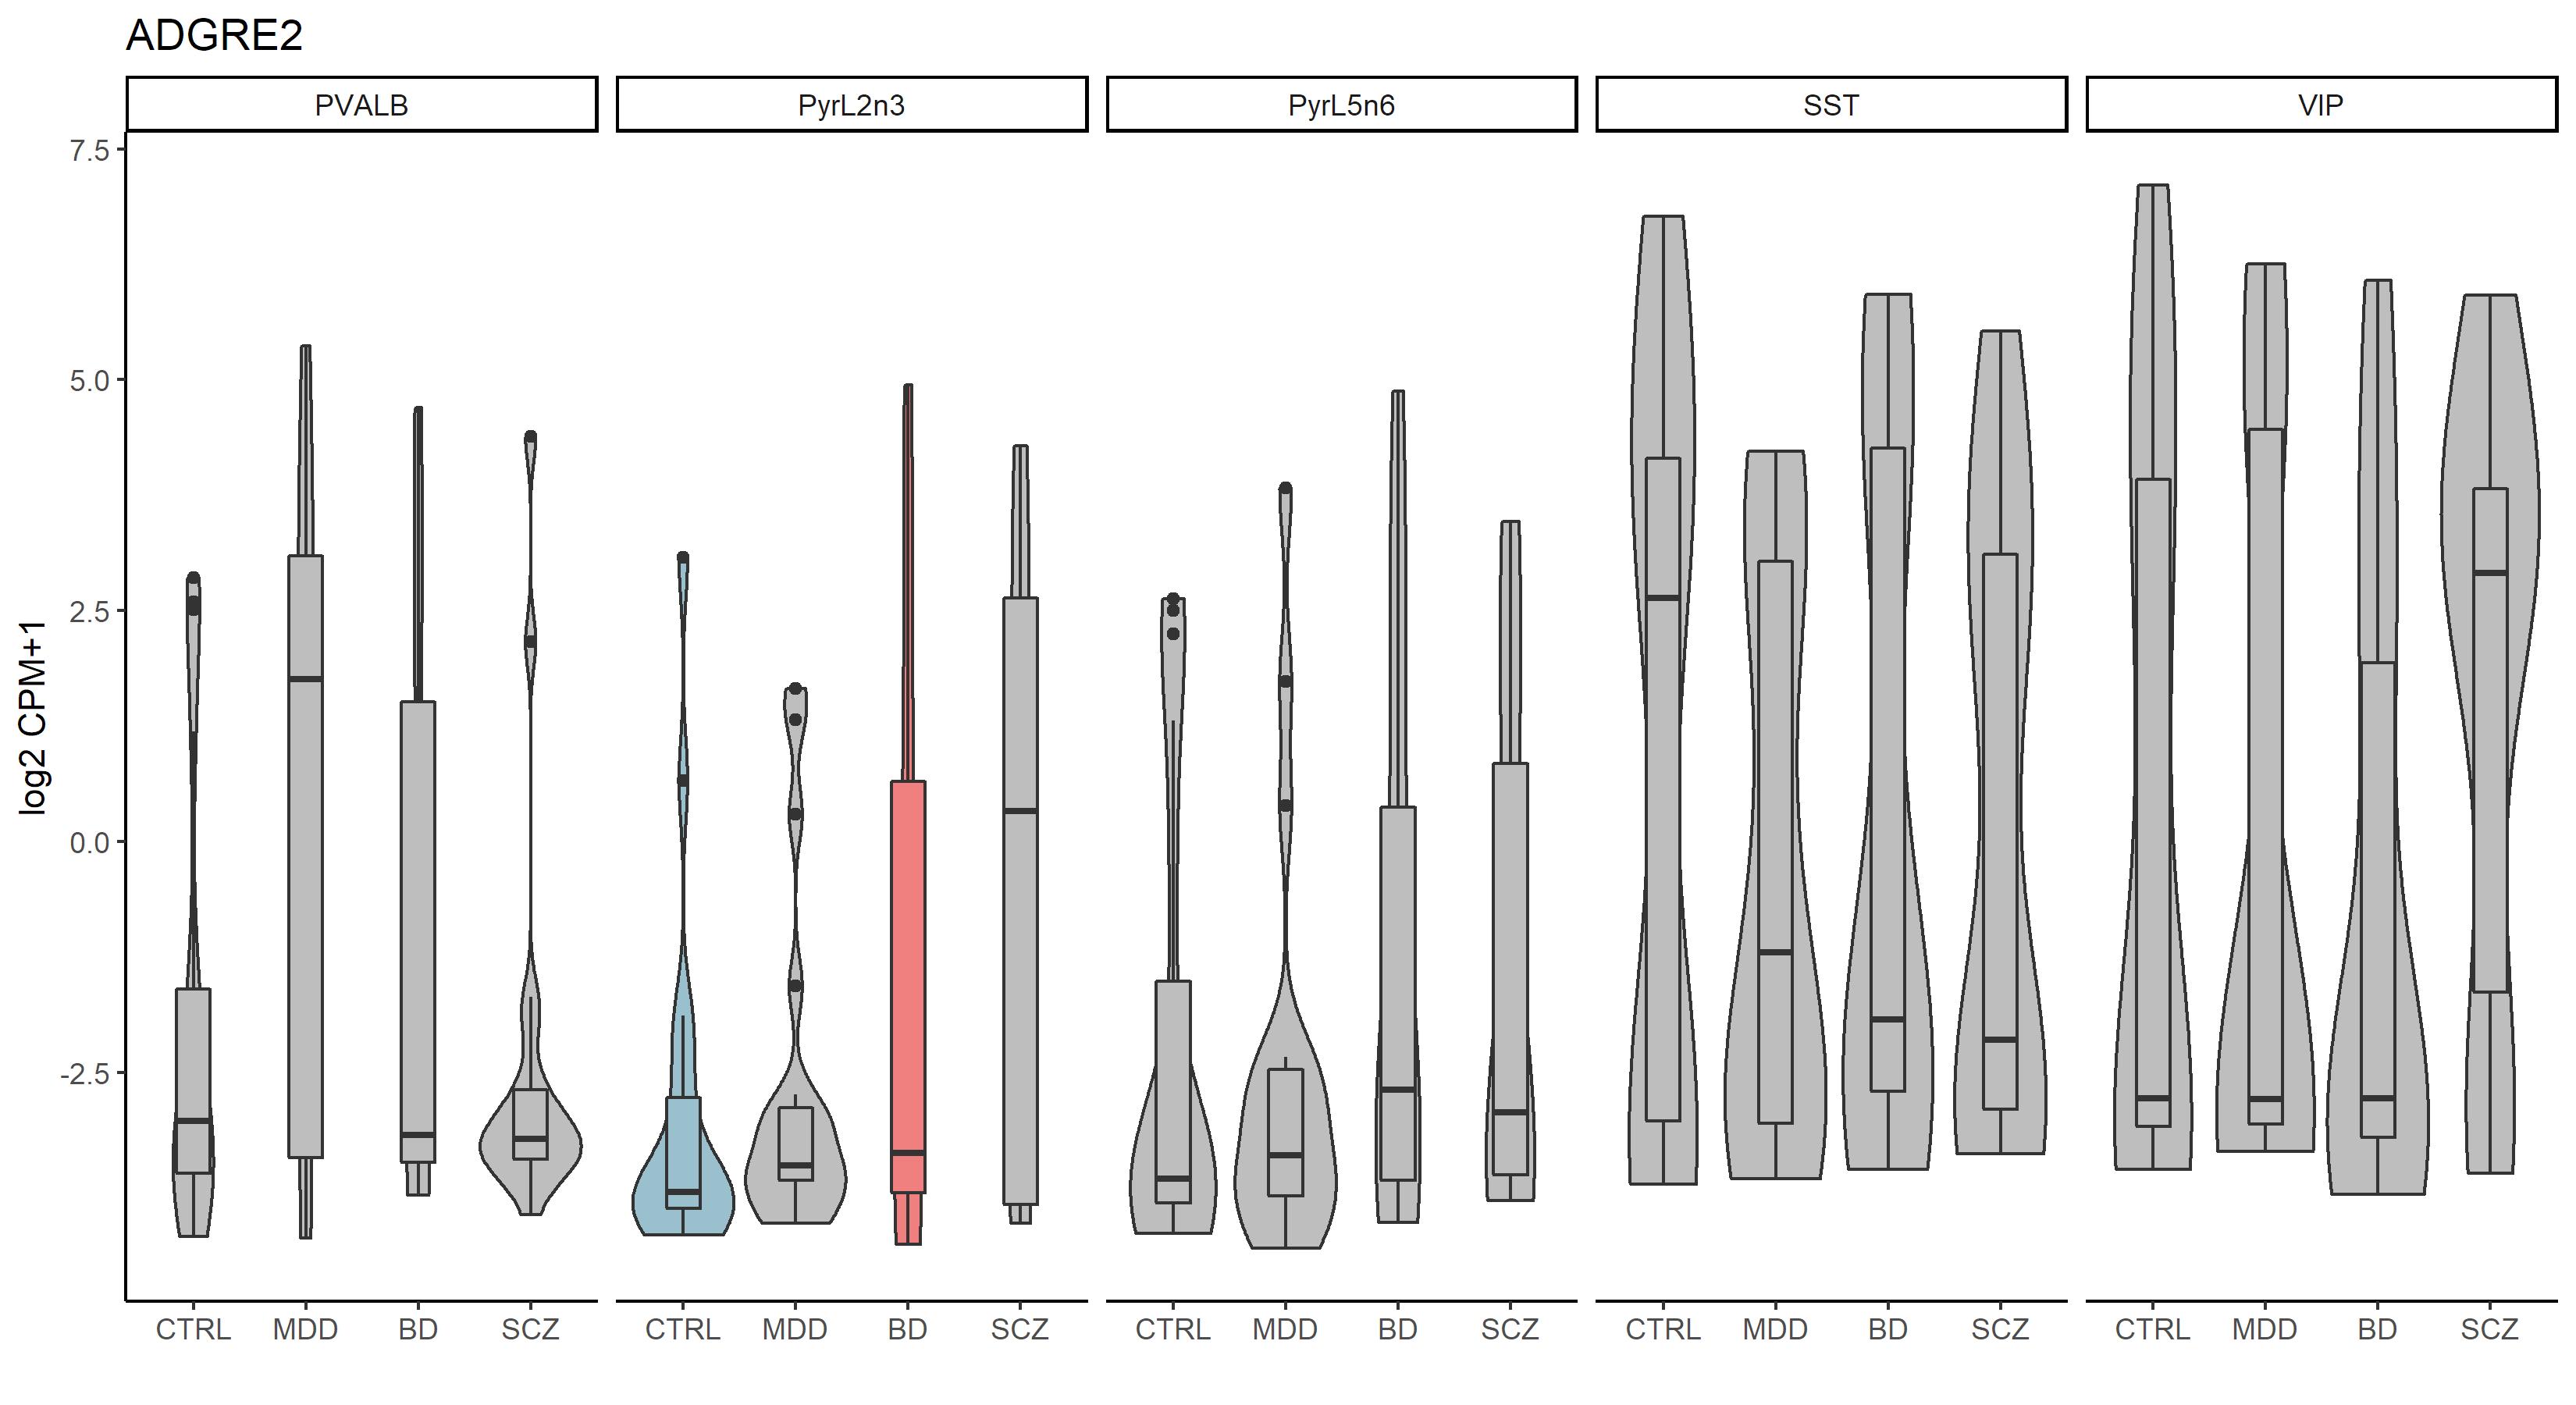 ADGRE2
PVALB PyrL2n3 PyrL5n6 SST VIP
7.5
5.0
2.5
0.0
-2.5
log2 CPM+1
CTRL MDD BD SCZ CTRL MDD BD SCZ CTRL MDD BD SCZ CTRL MDD BD SCZ CTRL MDD BD SCZ